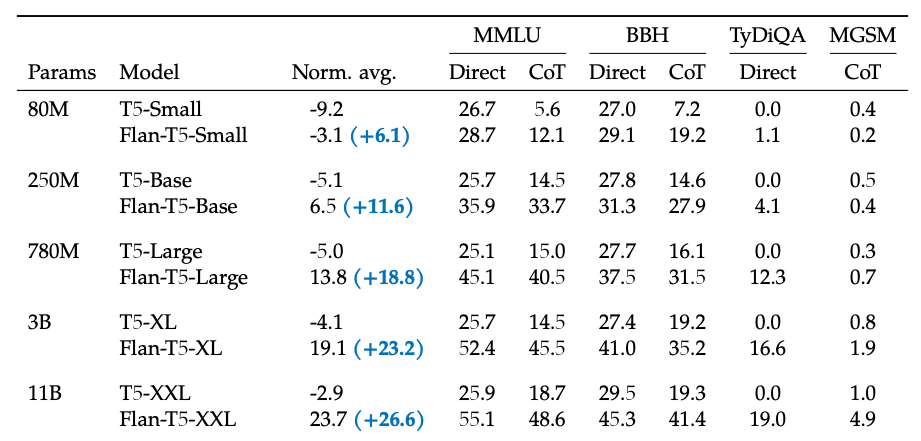 MMLU BBH TyDiQA MGSM
Params Model Norm. avg. Direct CoT Direct CoT Direct CoT
80M T5-Small -9.2 26.7 5.6 27.0 7.2 0.0 0.4
Flan-T5-Small -3.1 (+6.1) 28.7 12.1 29.1 19.2 1.1 0.2
250M T5-Base -5.1 25.7 14.5 27.8 14.6 0.0 0.5
Flan-T5-Base 6.5 (+11.6) 35.9 33.7 31.3 27.9 4.1 0.4
780M T5-Large -5.0 25.1 15.0 27.7 16.1 0.0 0.3
Flan-T5-Large 13.8 (+18.8) 45.1 40.5 37.5 31.5 12.3 0.7
3B T5-XL -4.1 25.7 14.5 27.4 19.2 0.0 0.8
Flan-T5-XL 19.1 (+23.2) 52.4 45.5 41.0 35.2 16.6 1.9
11B T5-XXL -2.9 25.9 18.7 29.5 19.3 0.0 1.0
Flan-T5-XXL 23.7 (+26.6) 55.1 48.6 45.3 41.4 19.0 4.9